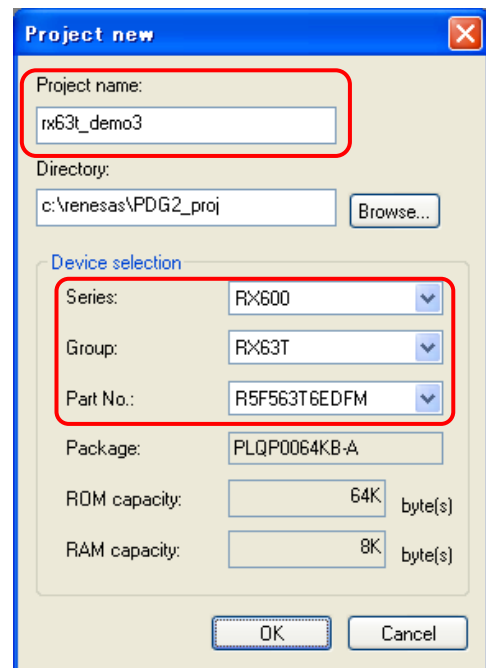 Project new
Project name:
rx63t_demo3
Directory:
c:\renesas\PDG2_proj
Browse...
Device selection
Series: RX600
Group: RX63T
Part No.: R5F563T6EDFM
Package: PLQP0064KB-A
ROM capacity: 64K byte(s)
RAM capacity: 8K byte(s)
OK Cancel